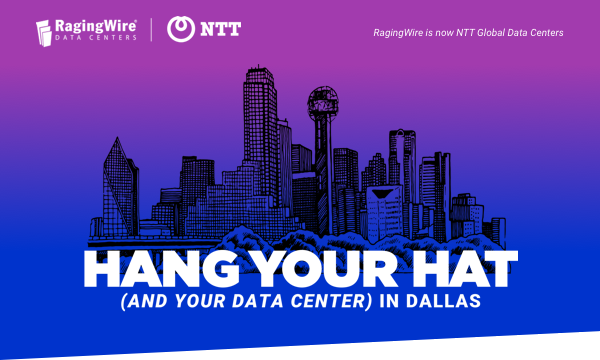 RagingWire®
DATA CENTERS
NTT
RagingWire is now NTT Global Data Centers
HANG YOUR HAT
(AND YOUR DATA CENTER) IN DALLAS